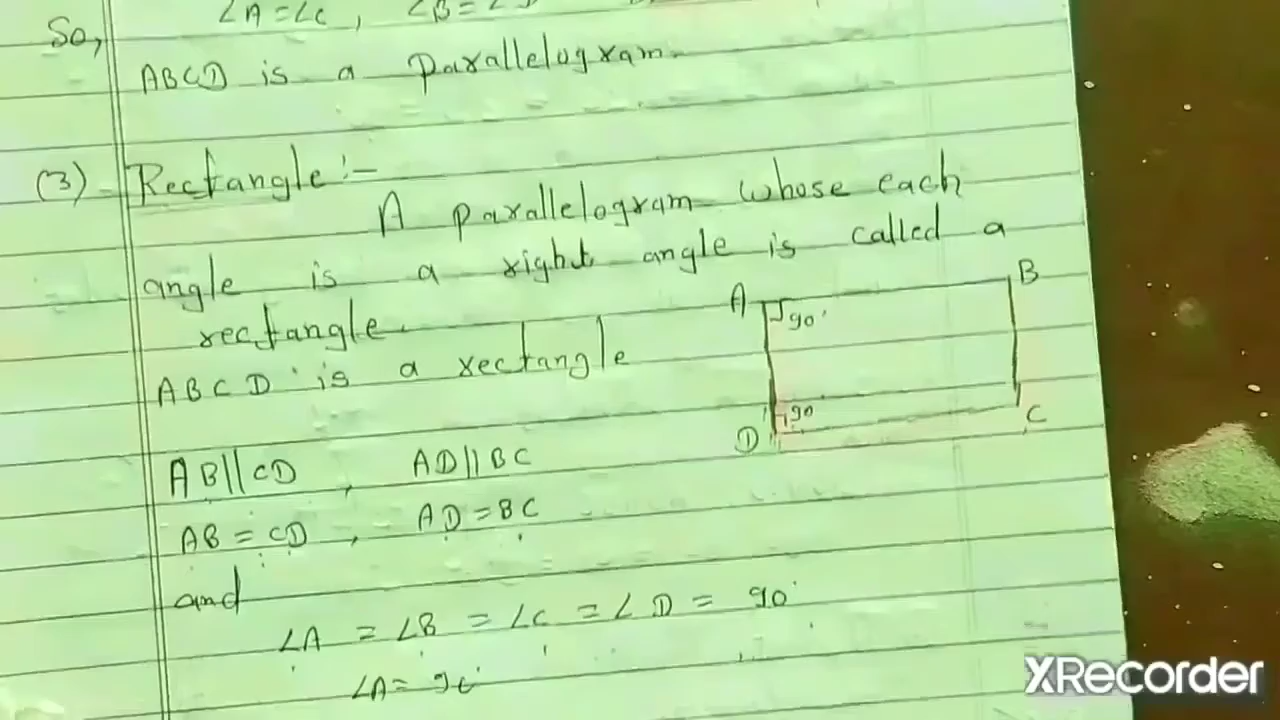 ∠A = ∠C, ∠B =
So,
ABCD is a parallelogram.
(3) Rectangle :-
A parallelogram whose each
angle is a right angle is called a
rectangle.
ABCD is a rectangle
A B
90°
90
D C
AB||CD , AD||BC
AB = CD , AD = BC
and
∠A = ∠B = ∠C = ∠D = 90°
∠A = 90°
XRecorder